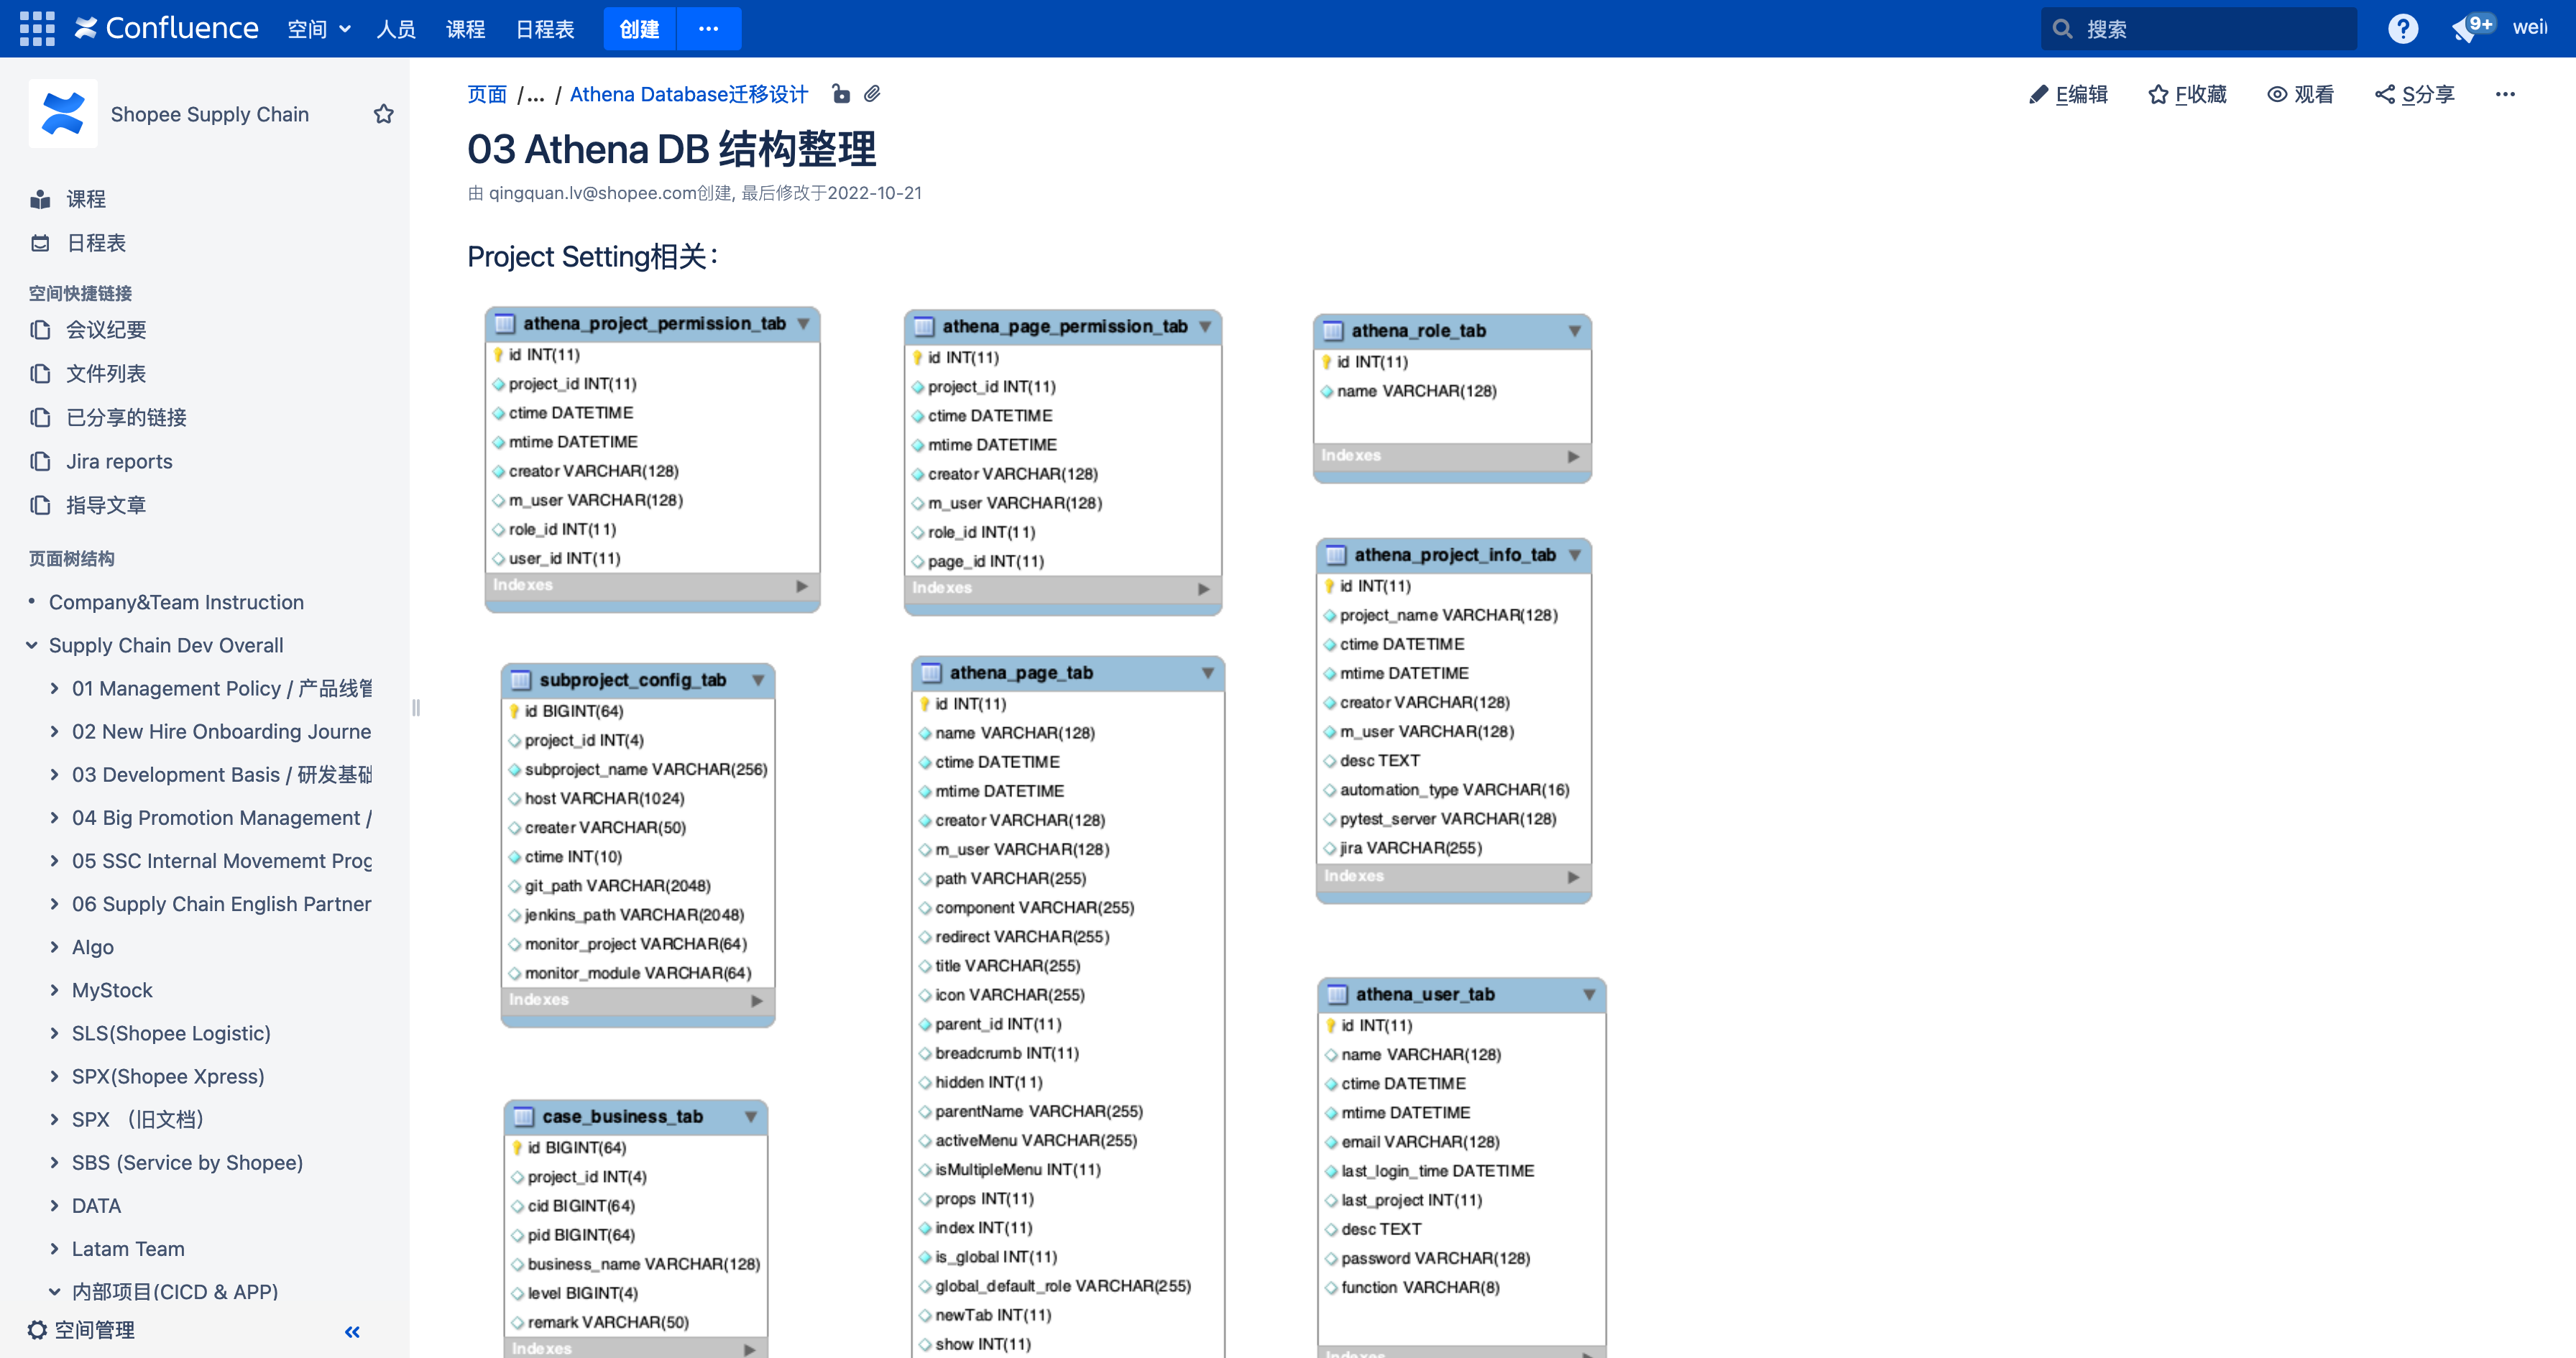 Confluence 空间 人员 课程 日程表 创建 ··· 搜索 9+
Shopee Supply Chain
课程
日程表
空间快捷链接
会议纪要
文件列表
已分享的链接
Jira reports
指导文章
页面树结构
Company&Team Instruction
Supply Chain Dev Overall
01 Management Policy / 产品线管
02 New Hire Onboarding Journe
03 Development Basis / 研发基础
04 Big Promotion Management /
05 SSC Internal Movememt Prog
06 Supply Chain English Partner
Algo
MyStock
SLS(Shopee Logistic)
SPX(Shopee Xpress)
SPX （旧文档）
SBS (Service by Shopee)
DATA
Latam Team
内部项目(CICD & APP)
空间管理
页面 /... / Athena Database迁移设计
E编辑 F收藏 观看 S分享 ···
03 Athena DB 结构整理
由 qingquan.lv@shopee.com创建, 最后修改于2022-10-21
Project Setting相关：
athena_project_permission_tab
id INT(11)
project_id INT(11)
ctime DATETIME
mtime DATETIME
creator VARCHAR(128)
m_user VARCHAR(128)
role_id INT(11)
user_id INT(11)
Indexes
subproject_config_tab
id BIGINT(64)
project_id INT(4)
subproject_name VARCHAR(256)
host VARCHAR(1024)
creater VARCHAR(50)
ctime INT(10)
git_path VARCHAR(2048)
jenkins_path VARCHAR(2048)
monitor_project VARCHAR(64)
monitor_module VARCHAR(64)
Indexes
case_business_tab
id BIGINT(64)
project_id INT(4)
cid BIGINT(64)
pid BIGINT(64)
business_name VARCHAR(128)
level BIGINT(4)
remark VARCHAR(50)
Indexes
athena_page_permission_tab
id INT(11)
project_id INT(11)
ctime DATETIME
mtime DATETIME
creator VARCHAR(128)
m_user VARCHAR(128)
role_id INT(11)
page_id INT(11)
Indexes
athena_page_tab
id INT(11)
name VARCHAR(128)
ctime DATETIME
mtime DATETIME
creator VARCHAR(128)
m_user VARCHAR(128)
path VARCHAR(255)
component VARCHAR(255)
redirect VARCHAR(255)
title VARCHAR(255)
icon VARCHAR(255)
parent_id INT(11)
breadcrumb INT(11)
hidden INT(11)
parentName VARCHAR(255)
activeMenu VARCHAR(255)
isMultipleMenu INT(11)
props INT(11)
index INT(11)
is_global INT(11)
global_default_role VARCHAR(255)
newTab INT(11)
show INT(11)
athena_role_tab
id INT(11)
name VARCHAR(128)
Indexes
athena_project_info_tab
id INT(11)
project_name VARCHAR(128)
ctime DATETIME
mtime DATETIME
creator VARCHAR(128)
m_user VARCHAR(128)
desc TEXT
automation_type VARCHAR(16)
pytest_server VARCHAR(128)
jira VARCHAR(255)
Indexes
athena_user_tab
id INT(11)
name VARCHAR(128)
ctime DATETIME
mtime DATETIME
email VARCHAR(128)
last_login_time DATETIME
last_project INT(11)
desc TEXT
password VARCHAR(128)
function VARCHAR(8)
Indexes